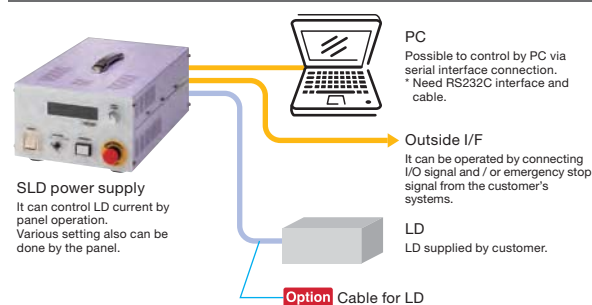 PC
Possible to control by PC via
serial interface connection.
* Need RS232C interface and
cable.
Outside I/F
It can be operated by connecting
I/O signal and / or emergency stop
signal from the customer's
systems.
SLD power supply
It can control LD current by
panel operation.
Various setting also can be
done by the panel.
LD
LD supplied by customer.
Option Cable for LD